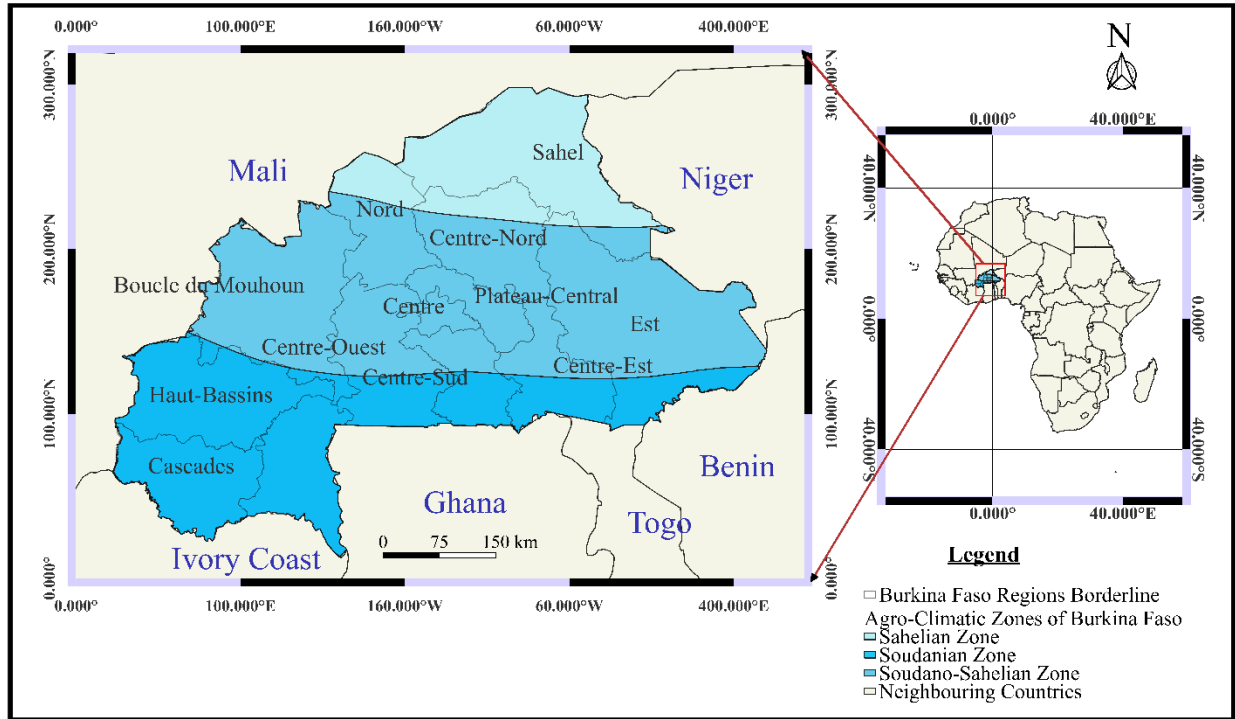 0.000°
100.000°E
160.000°W
60.000°W
400.000°E
N
300.000°N
300.000°N
0.000°
40.000°E
Sahel
Mali
Niger
40.000°N
40.000°N
Nord
Centre-Nord
200.000°N
200.000°N
Boucle du Mouhoun
Plateau-Central
Centre
Est
0.000°
0.000°
Centre-Ouest
Centre-Est
Centre-Sud
Haut-Bassins
100.000°N
100.000°N
40.000°S
40.000°S
Cascades
Benin
Ghana
0.000°
40.000°E
Togo
Ivory Coast
0 75 150 km
0.000°
0.000°
0.000°
100.000°E
160.000°W
60.000°W
400.000°E
Legend
Burkina Faso Regions Borderline
Agro-Climatic Zones of Burkina Faso
Sahelian Zone
Soudanian Zone
Soudano-Sahelian Zone
Neighbouring Countries